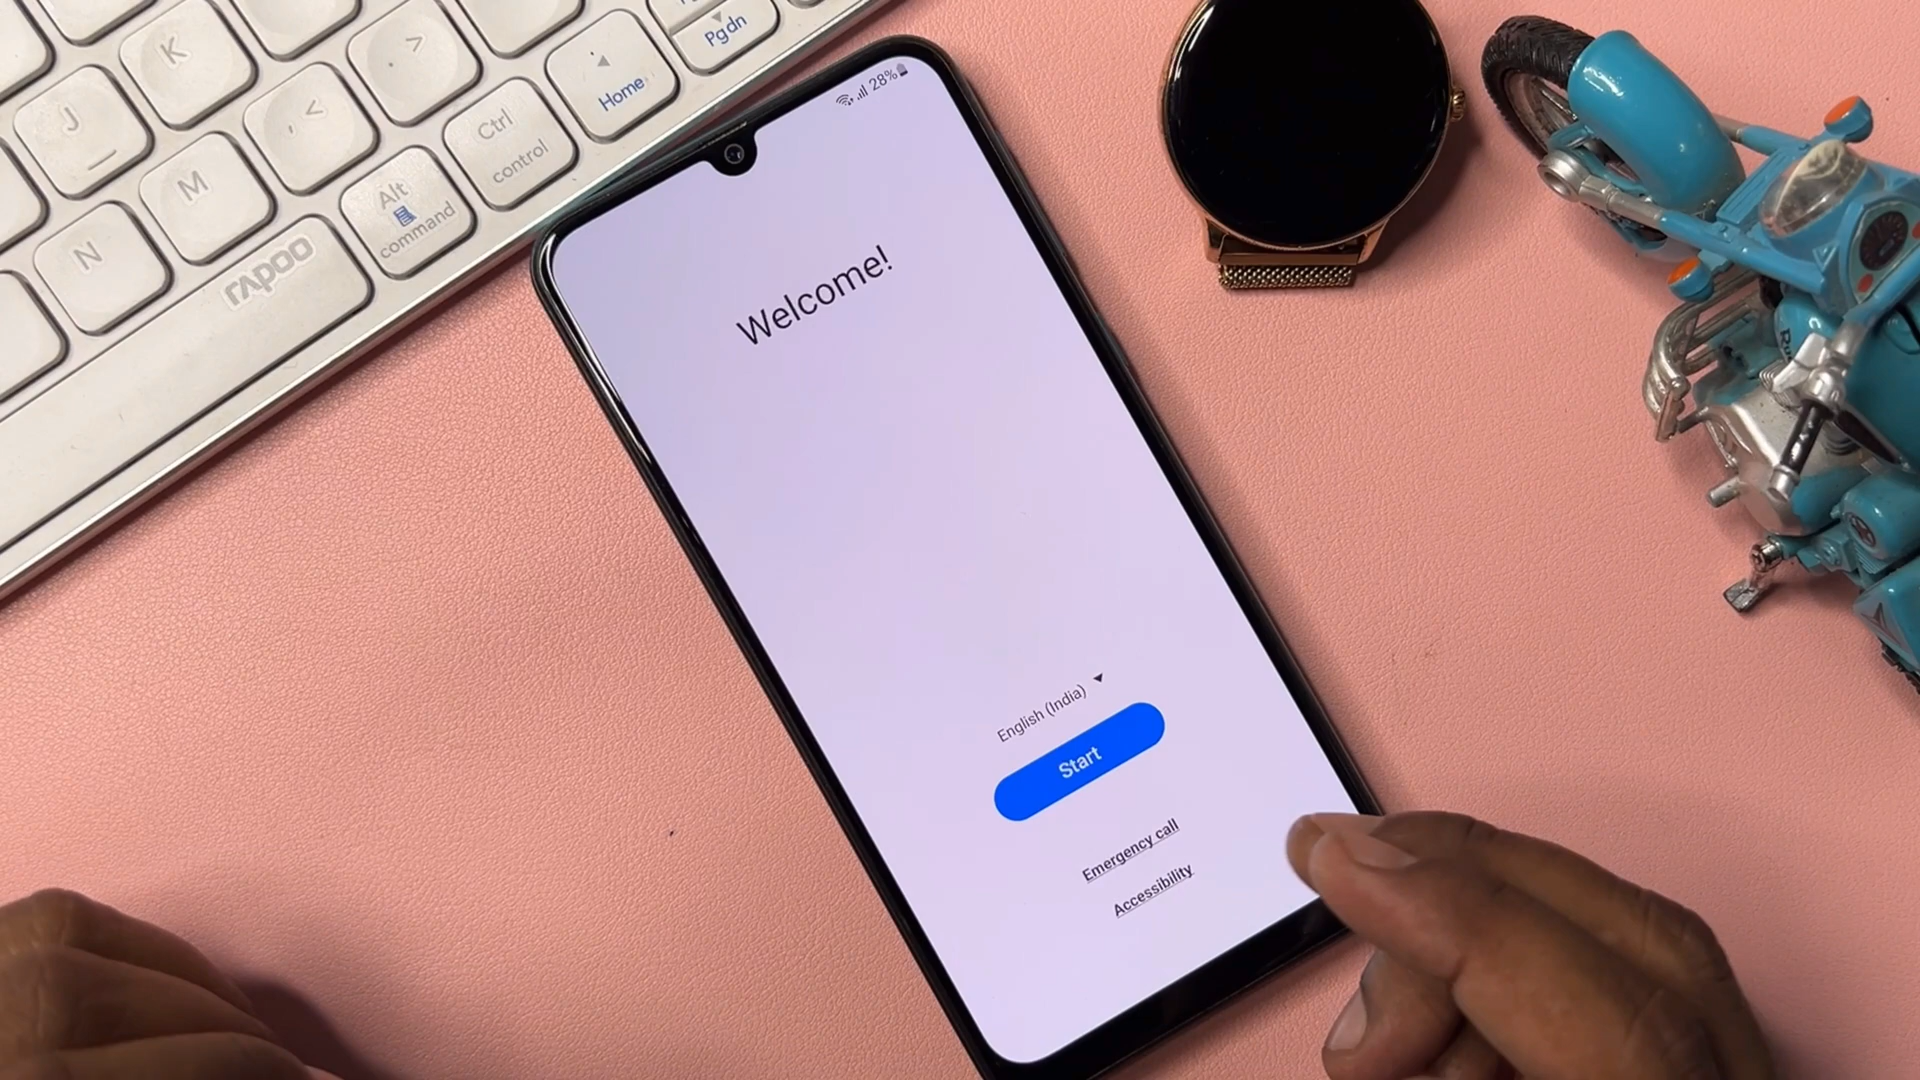 K
>
Pgdn
J
<
,
Home
Ctrl
control
M
Alt
command
N
rapoo
28%
Welcome!
English (India)
Start
Emergency call
Accessibility